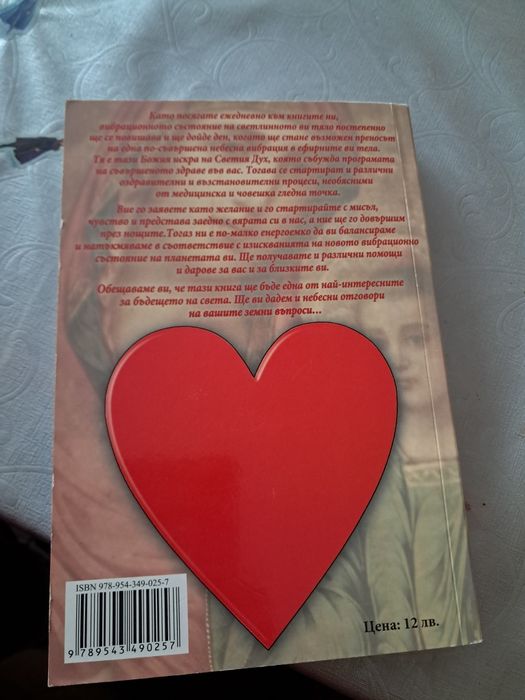 Като посягате ежедневно към книгите ни,
вибрационното състояние на светлинното ви тяло постепенно
ще се повишава и ще дойде ден, когато ще стане възможен преносът
на една по-съвършена небесна вибрация в ефирните ви тела.
Тя е тази Божия искра на Светия Дух, която събужда програмата
на съвършеното здраве във вас. Тогава се стартират и различни
оздравителни и възстановителни процеси, необясними
от медицинска и човешка гледна точка.
Вие го заявете като желание и го стартирайте с мисъл,
чувство и представа заедно с вярата си в нас, а ние ще го довършим
през нощите. Тогаз ни е по-малко енергоемко да ви балансираме
и натъкмяваме в съответствие с изискванията на новото вибрационно
състояние на планетата ви. Ще получавате и различни помощи
и дарове за вас и за близките ви.
Обещаваме ви, че тази книга ще бъде една от най-интересните
за бъдещето на света. Ще ви дадем и небесни отговори
на вашите земни въпроси...
ISBN 978-954-349-025-7
9 789543 490257
Цена: 12 лв.